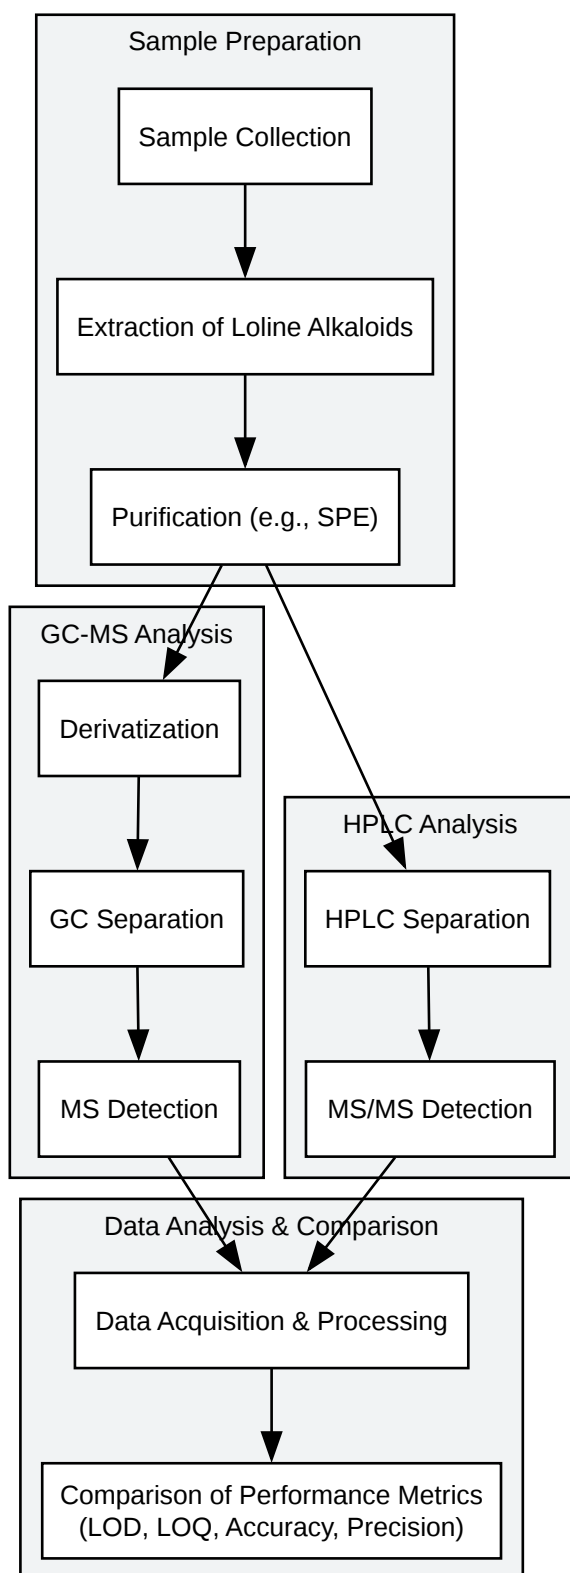 Sample Preparation
Sample Collection
Extraction of Loline Alkaloids
Purification (e.g., SPE)
GC-MS Analysis
Derivatization
GC Separation
MS Detection
HPLC Analysis
HPLC Separation
MS/MS Detection
Data Analysis & Comparison
Data Acquisition & Processing
Comparison of Performance Metrics
(LOD, LOQ, Accuracy, Precision)